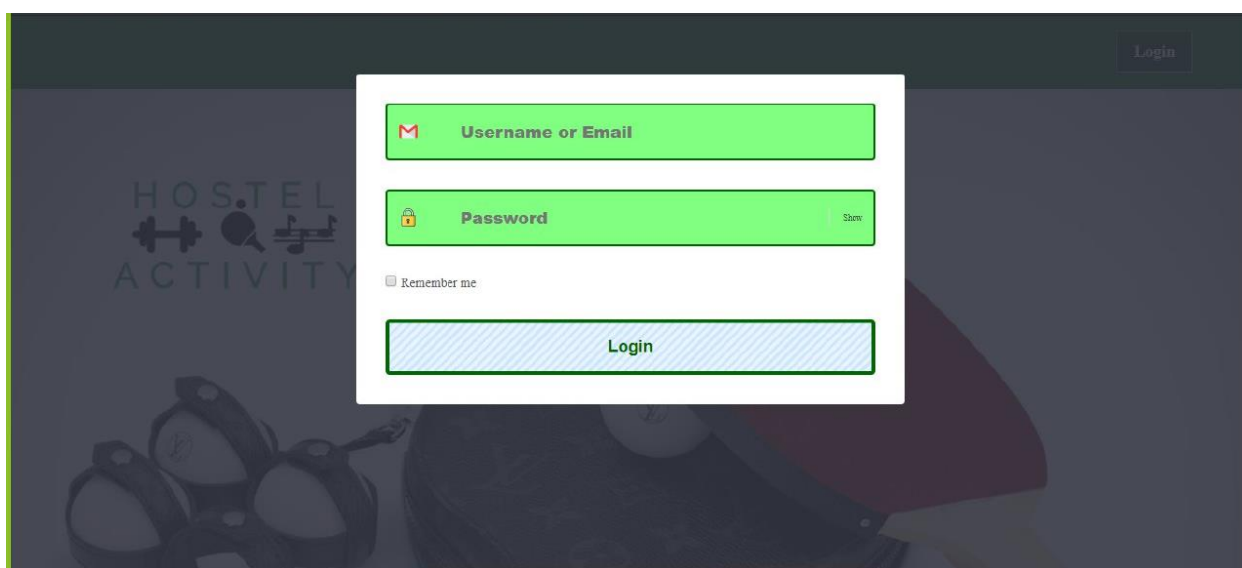 Login
Username or Email
HOSTEL
Password
Show
ACTIVITY
Remember me
Login